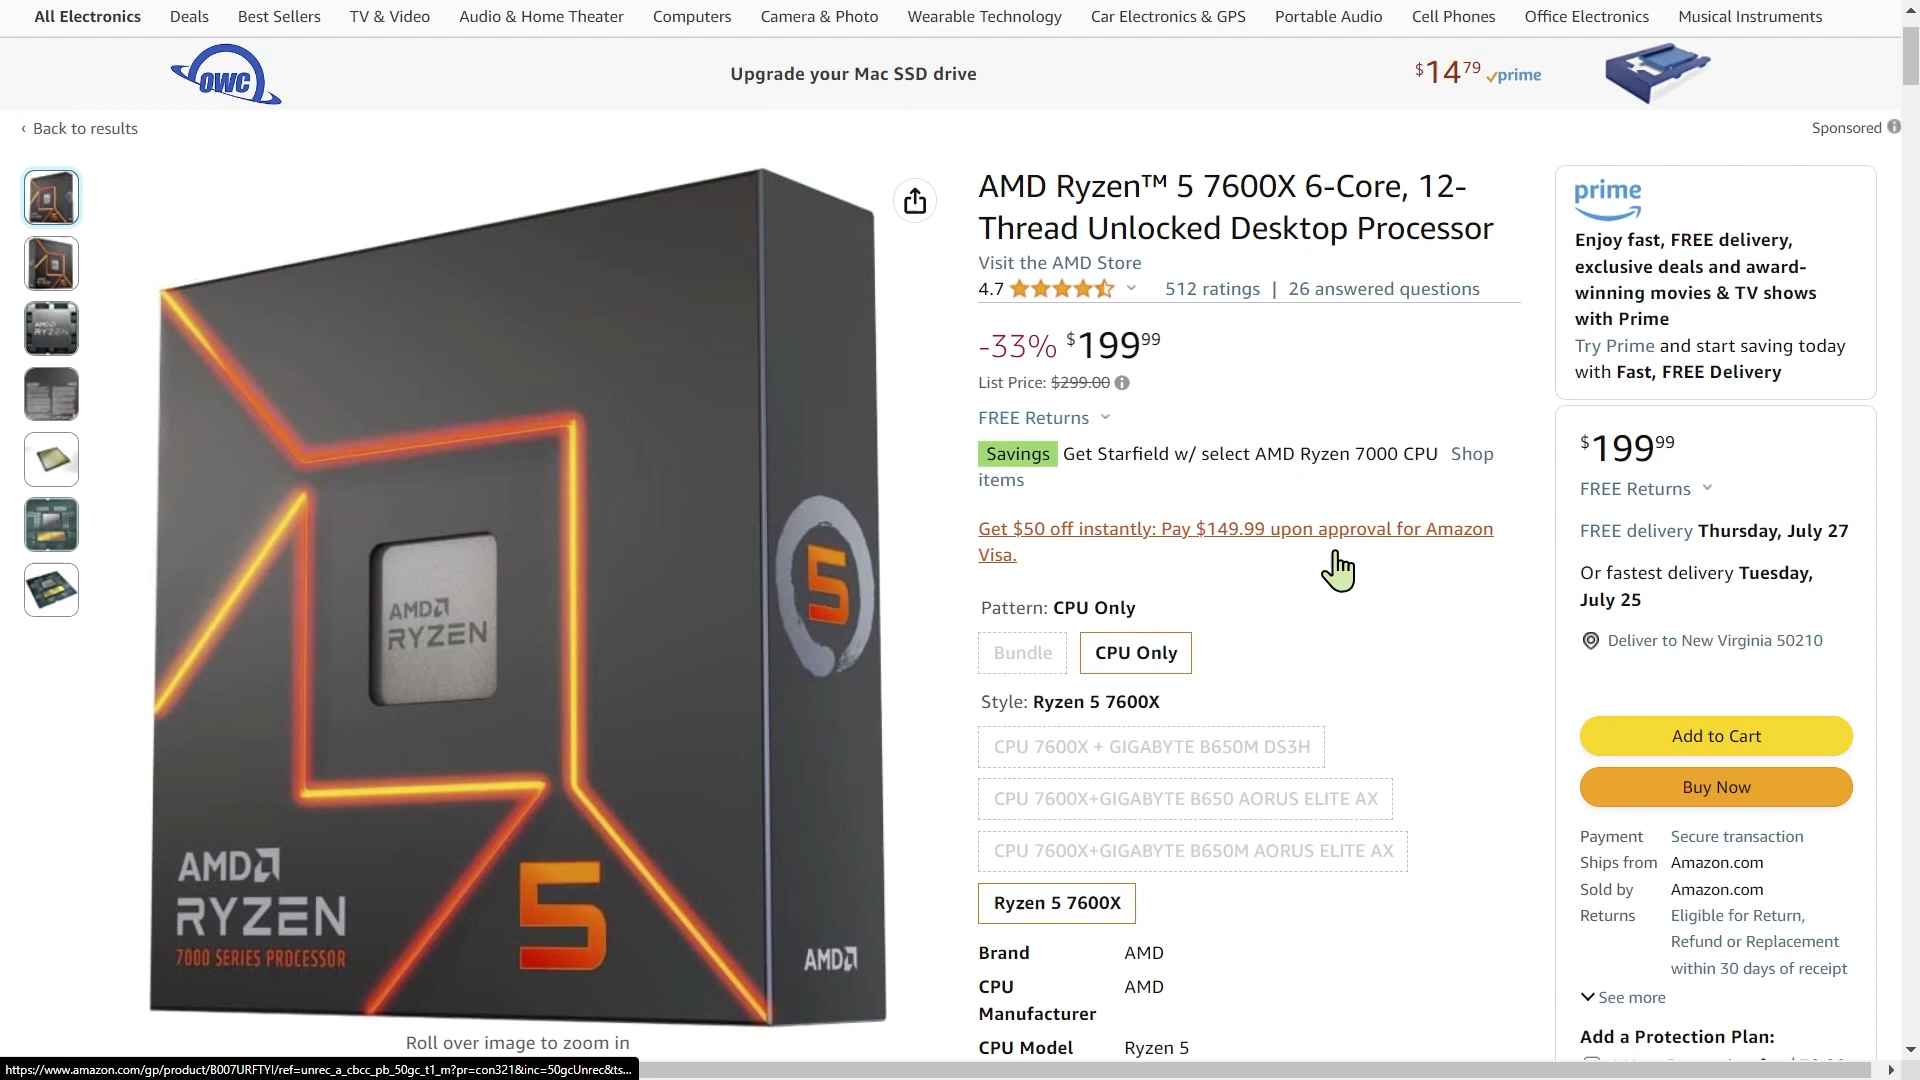 All Electronics Deals Best Sellers TV & Video Audio & Home Theater Computers Camera & Photo Wearable Technology Car Electronics & GPS Portable Audio Cell Phones Office Electronics Musical Instruments
OWC
Upgrade your Mac SSD drive
$14 79 prime
‹ Back to results
Sponsored
AMD Ryzen™ 5 7600X 6-Core, 12-
Thread Unlocked Desktop Processor
Visit the AMD Store
4.7 512 ratings | 26 answered questions
-33% $199 99
List Price: $299.00
FREE Returns
Savings Get Starfield w/ select AMD Ryzen 7000 CPU Shop
items
Get $50 off instantly: Pay $149.99 upon approval for Amazon
Visa.
Pattern: CPU Only
Bundle CPU Only
Style: Ryzen 5 7600X
CPU 7600X + GIGABYTE B650M DS3H
CPU 7600X+GIGABYTE B650 AORUS ELITE AX
CPU 7600X+GIGABYTE B650M AORUS ELITE AX
Ryzen 5 7600X
Brand AMD
CPU AMD
Manufacturer
CPU Model Ryzen 5
AMD
RYZEN
5
AMD
RYZEN
7000 SERIES PROCESSOR
5
AMD
Roll over image to zoom in
prime
Enjoy fast, FREE delivery,
exclusive deals and award-
winning movies & TV shows
with Prime
Try Prime and start saving today
with Fast, FREE Delivery
$199 99
FREE Returns
FREE delivery Thursday, July 27
Or fastest delivery Tuesday,
July 25
Deliver to New Virginia 50210
Add to Cart
Buy Now
Payment Secure transaction
Ships from Amazon.com
Sold by Amazon.com
Returns Eligible for Return,
Refund or Replacement
within 30 days of receipt
See more
Add a Protection Plan:
https://www.amazon.com/gp/product/B007URFTYI/ref=unrec_a_cbcc_pb_50gc_t1_m?pr=con321&inc=50gcUnrec&ts...